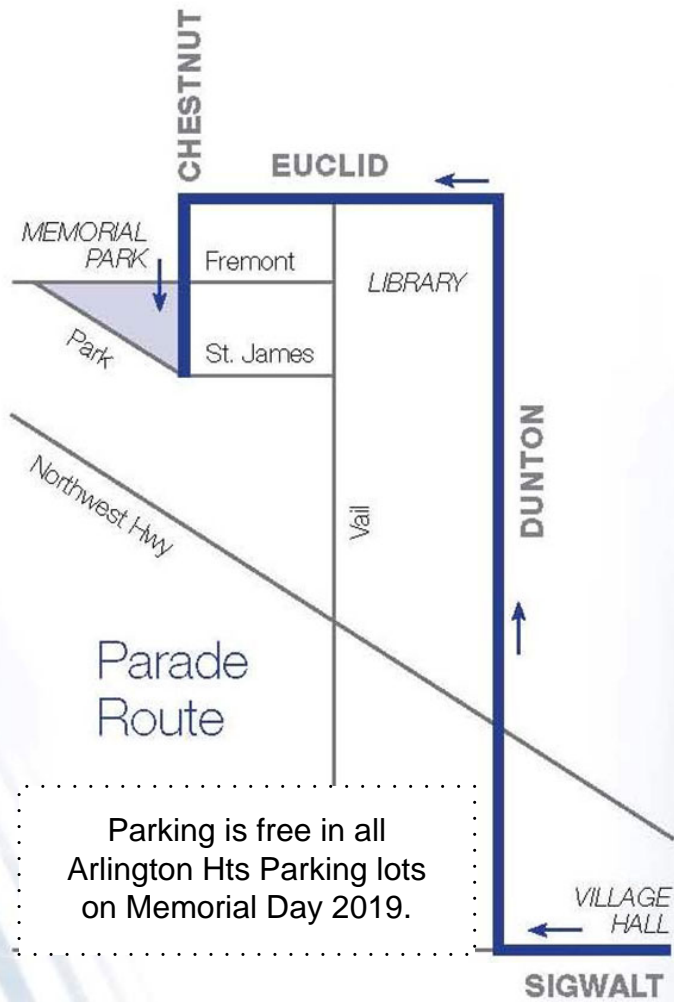 CHESTNUT
EUCLID
MEMORIAL
PARK
Fremont
LIBRARY
Park
St. James
DUNTON
Northwest Hwy
Vail
Parade
Route
Parking is free in all
Arlington Hts Parking lots
on Memorial Day 2019.
VILLAGE
HALL
SIGWALT